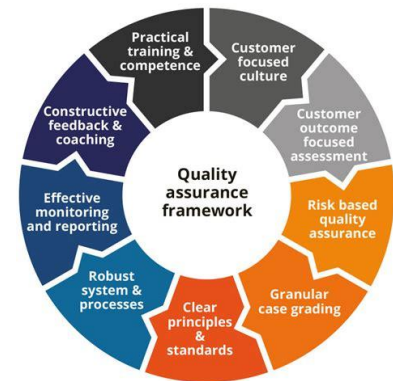 Quality
assurance
framework
Customer
focused
culture
Customer
outcome
focused
assessment
Risk based
quality
assurance
Granular
case grading
Clear
principles
&
standards
Robust
system &
processes
Effective
monitoring
and reporting
Constructive
feedback &
coaching
Practical
training &
competence